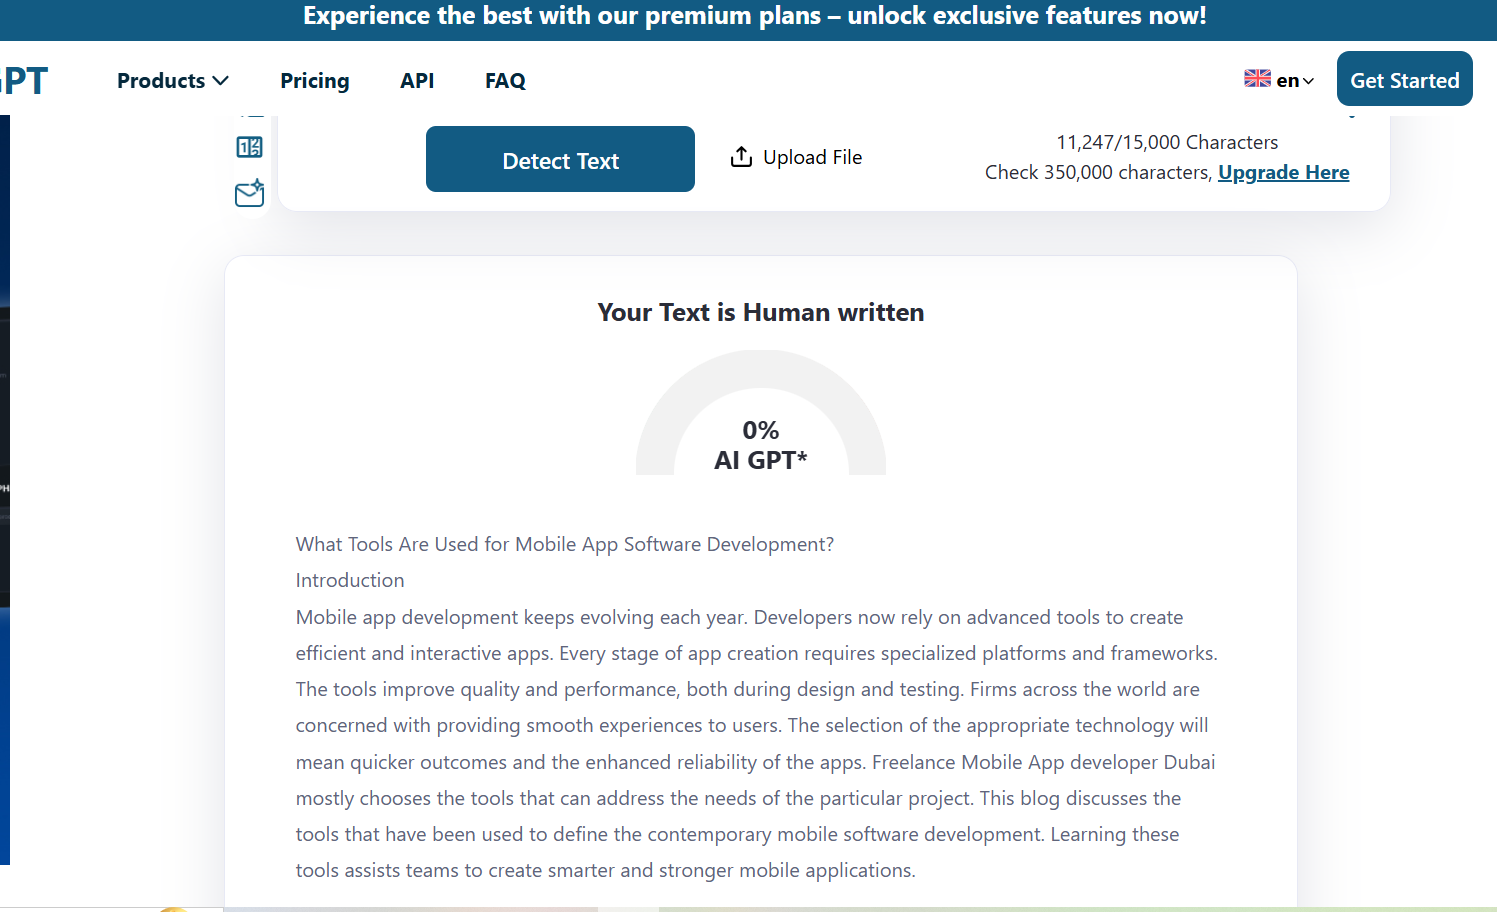 Experience the best with our premium plans – unlock exclusive features now!
GPT Products Pricing API FAQ en Get Started
Detect Text Upload File 11,247/15,000 Characters
Check 350,000 characters, Upgrade Here
Your Text is Human written
0%
AI GPT*
What Tools Are Used for Mobile App Software Development?
Introduction
Mobile app development keeps evolving each year. Developers now rely on advanced tools to create
efficient and interactive apps. Every stage of app creation requires specialized platforms and frameworks.
The tools improve quality and performance, both during design and testing. Firms across the world are
concerned with providing smooth experiences to users. The selection of the appropriate technology will
mean quicker outcomes and the enhanced reliability of the apps. Freelance Mobile App developer Dubai
mostly chooses the tools that can address the needs of the particular project. This blog discusses the
tools that have been used to define the contemporary mobile software development. Learning these
tools assists teams to create smarter and stronger mobile applications.